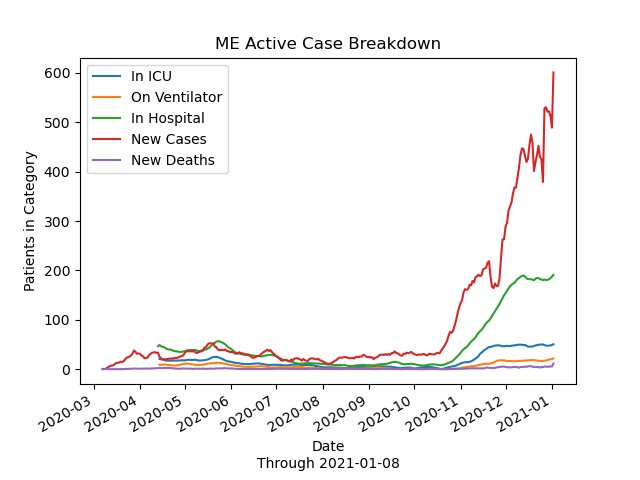 ME Active Case Breakdown
In ICU
On Ventilator
In Hospital
New Cases
New Deaths
600
500
400
300
200
100
0
Patients in Category
2020-03
2020-04
2020-05
2020-06
2020-07
2020-08
2020-09
2020-10
2020-11
2020-12
2021-01
Date
Through 2021-01-08